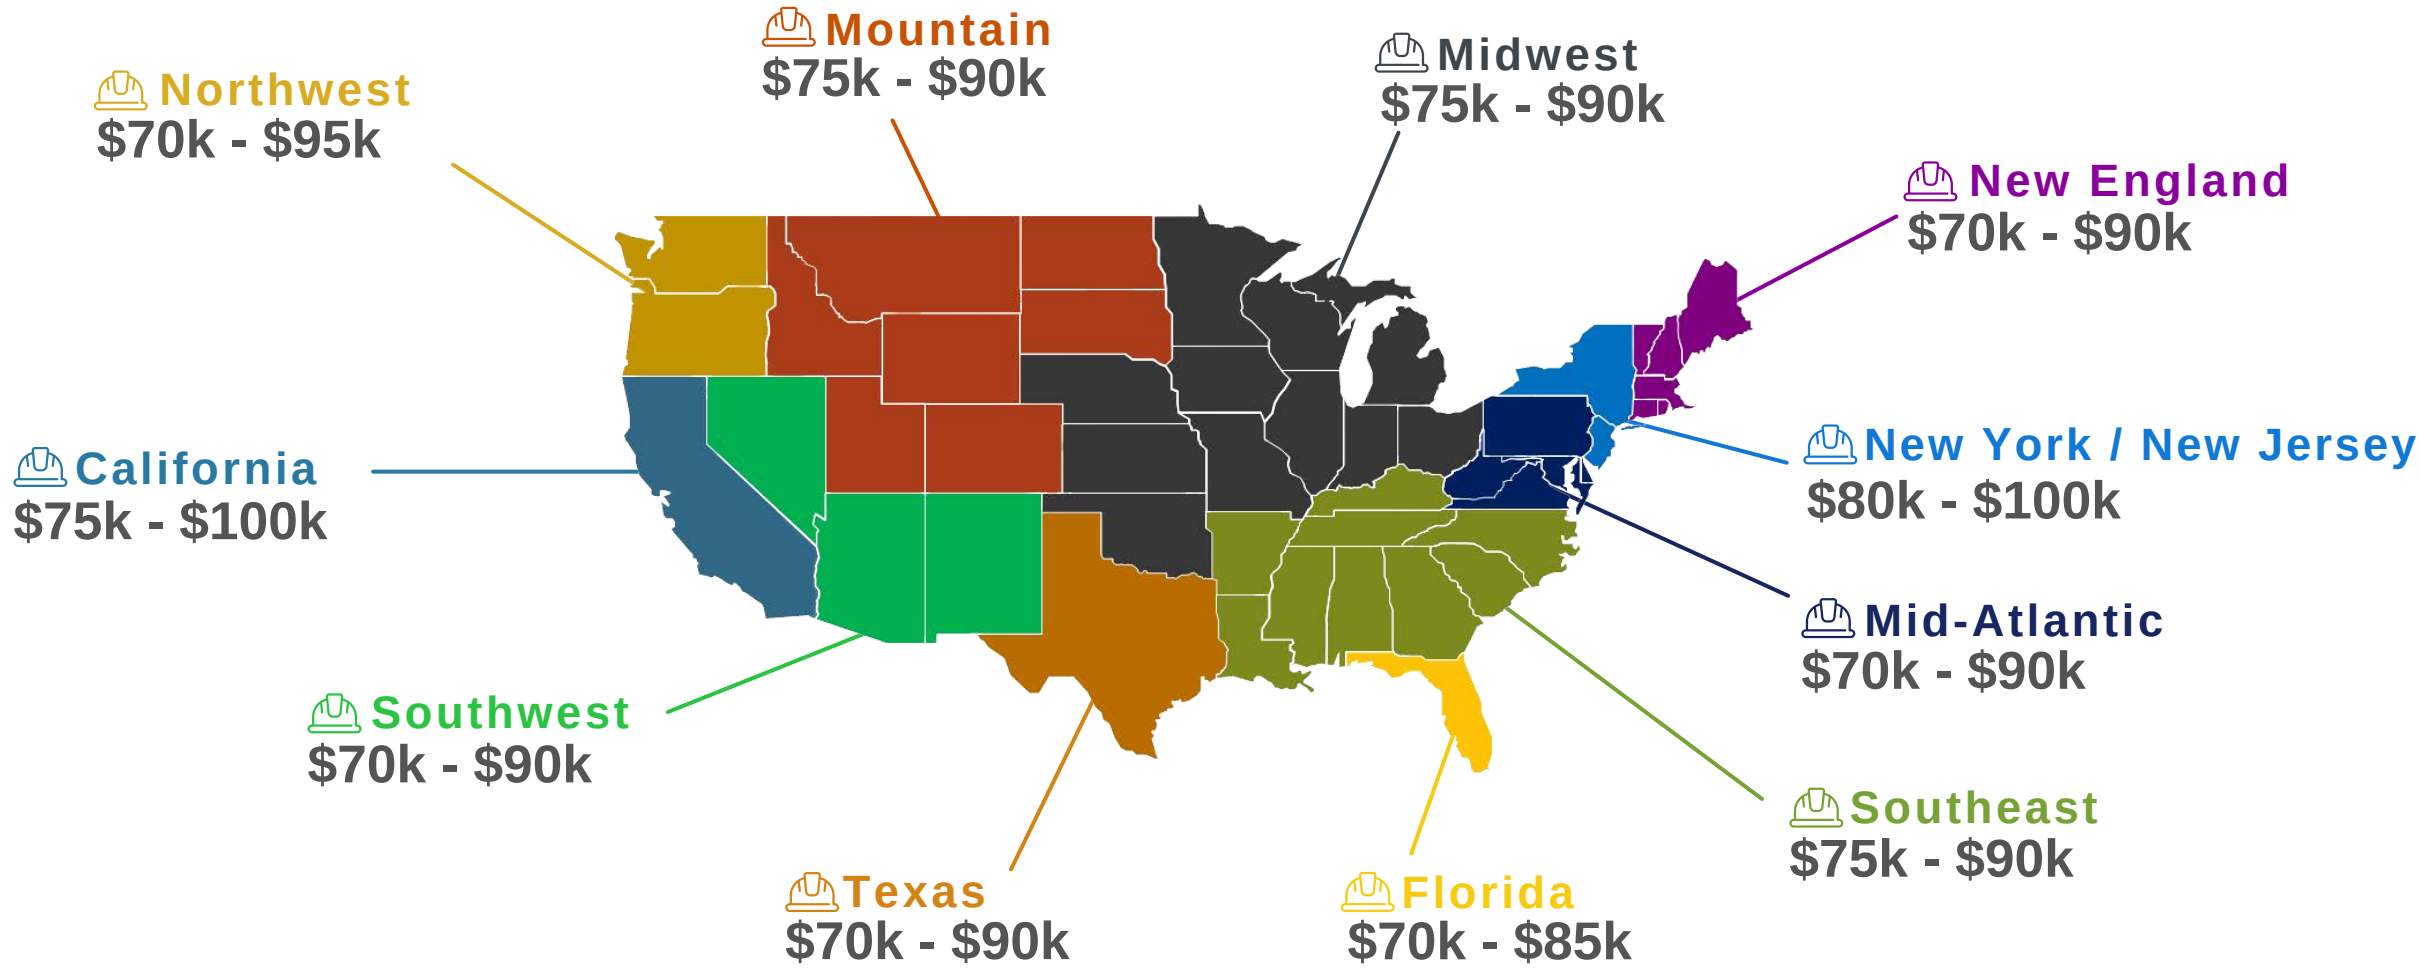 Mountain
$75k - $90k
Midwest
$75k - $90k
Northwest
$70k - $95k
New England
$70k - $90k
California
$75k - $100k
New York / New Jersey
$80k - $100k
Mid-Atlantic
$70k - $90k
Southwest
$70k - $90k
Southeast
$75k - $90k
Texas
$70k - $90k
Florida
$70k - $85k